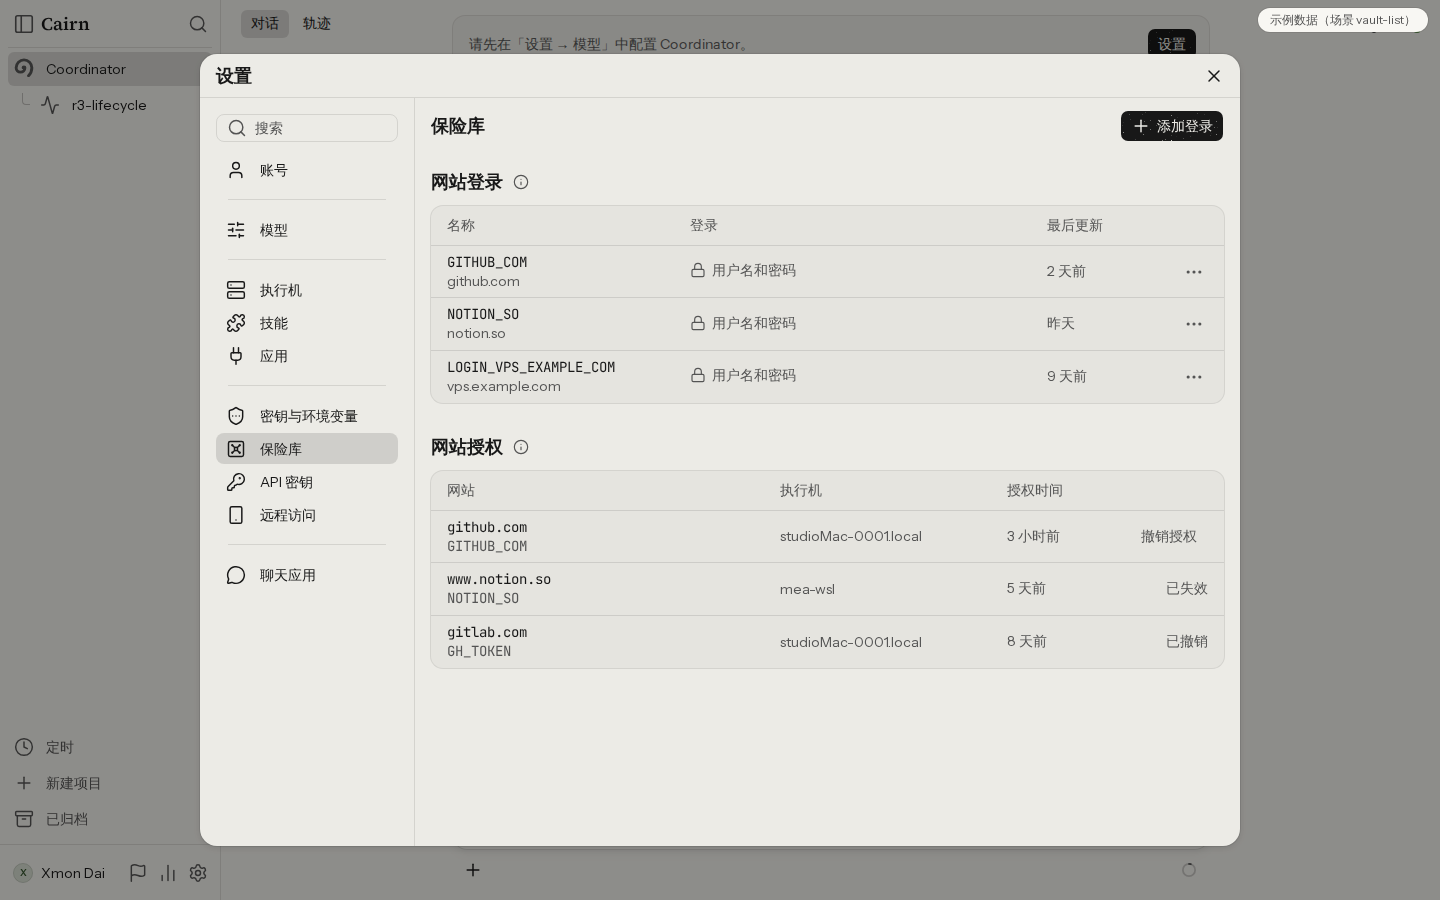 Cairn
对话
轨迹
示例数据（场景 vault-list）
请先在「设置 → 模型」中配置 Coordinator。
设置
Coordinator
r3-lifecycle
设置
搜索
账号
模型
执行机
技能
应用
密钥与环境变量
保险库
API 密钥
远程访问
聊天应用
保险库
添加登录
网站登录
名称 登录 最后更新
GITHUB_COM
github.com
用户名和密码
2 天前
NOTION_SO
notion.so
用户名和密码
昨天
LOGIN_VPS_EXAMPLE_COM
vps.example.com
用户名和密码
9 天前
网站授权
网站 执行机 授权时间
github.com
GITHUB_COM
studioMac-0001.local
3 小时前
撤销授权
www.notion.so
NOTION_SO
mea-wsl
5 天前
已失效
gitlab.com
GH_TOKEN
studioMac-0001.local
8 天前
已撤销
定时
新建项目
已归档
X
Xmon Dai